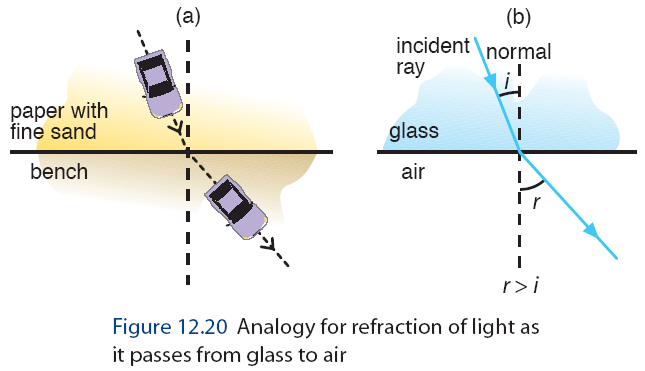 (a)
paper with
fine sand
bench
(b)
incident
ray
normal
i
glass
air
r
r > i
Figure 12.20 Analogy for refraction of light as
it passes from glass to air